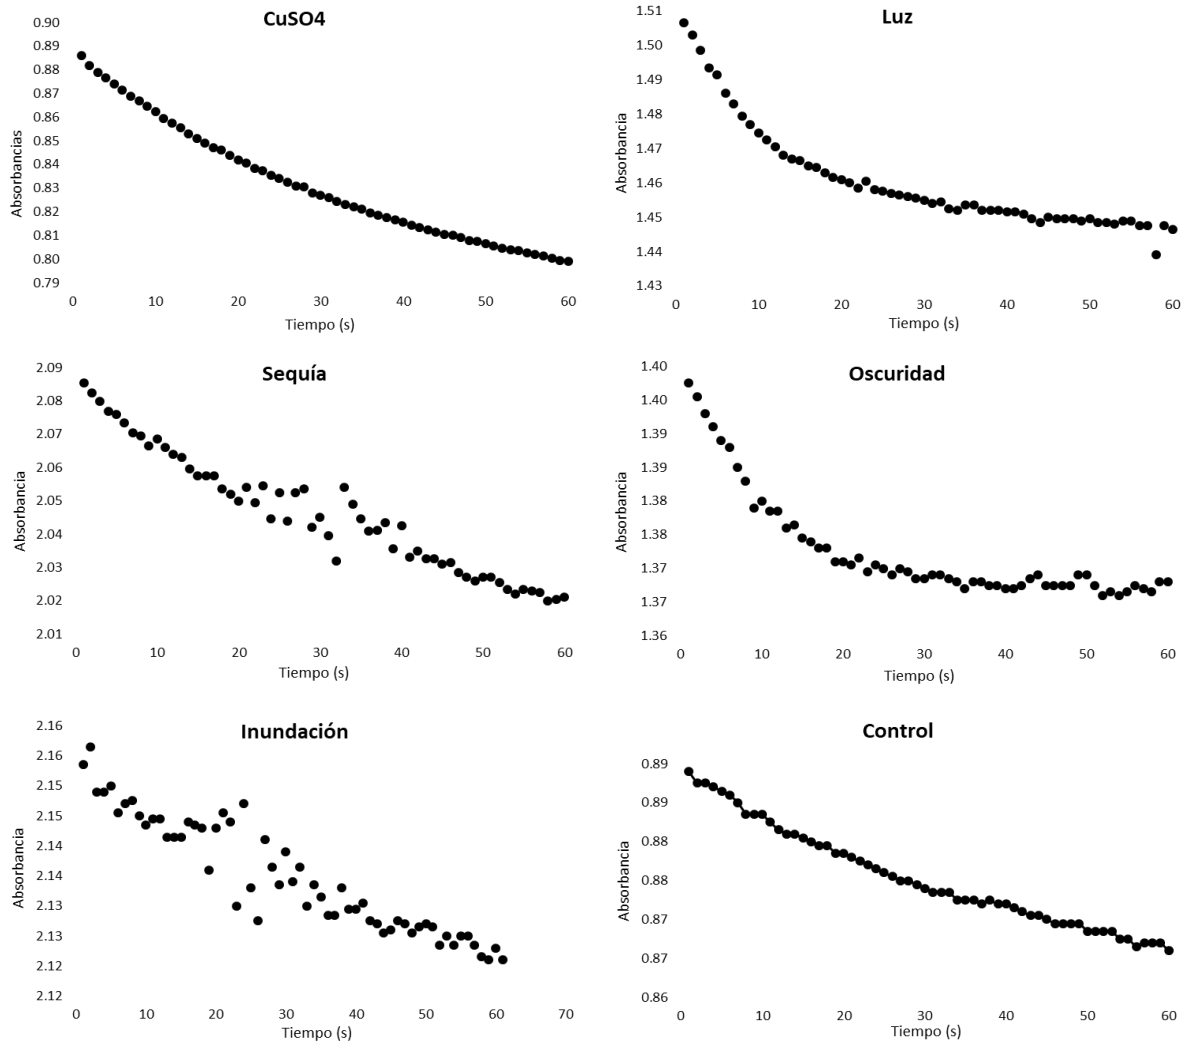 CuSO4
0.90
0.89
0.88
0.87
0.86
0.85
0.84
0.83
0.82
0.81
0.80
0.79
Absorbancias
0 10 20 30 40 50 60
Tiempo (s)
Luz
1.51
1.50
1.49
1.48
1.47
1.46
1.45
1.44
1.43
Absorbancia
0 10 20 30 40 50 60
Tiempo (s)
Sequía
2.09
2.08
2.07
2.06
2.05
2.04
2.03
2.02
2.01
Absorbancia
0 10 20 30 40 50 60
Tiempo (s)
Oscuridad
1.40
1.40
1.39
1.39
1.38
1.38
1.37
1.37
1.36
Absorbancia
0 10 20 30 40 50 60
Tiempo (s)
Inundación
2.16
2.16
2.15
2.15
2.14
2.14
2.13
2.13
2.12
2.12
Absorbancia
0 10 20 30 40 50 60 70
Tiempo (s)
Control
0.89
0.89
0.88
0.88
0.87
0.87
0.86
Absorbancia
0 10 20 30 40 50 60
Tiempo (s)